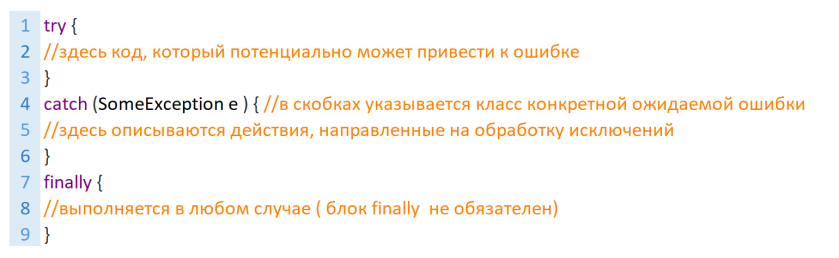 1 try {
2 //здесь код, который потенциально может привести к ошибке
3 }
4 catch (SomeException e ) { //в скобках указывается класс конкретной ожидаемой ошибки
5 //здесь описываются действия, направленные на обработку исключений
6 }
7 finally {
8 //выполняется в любом случае ( блок finally  не обязателен)
9 }